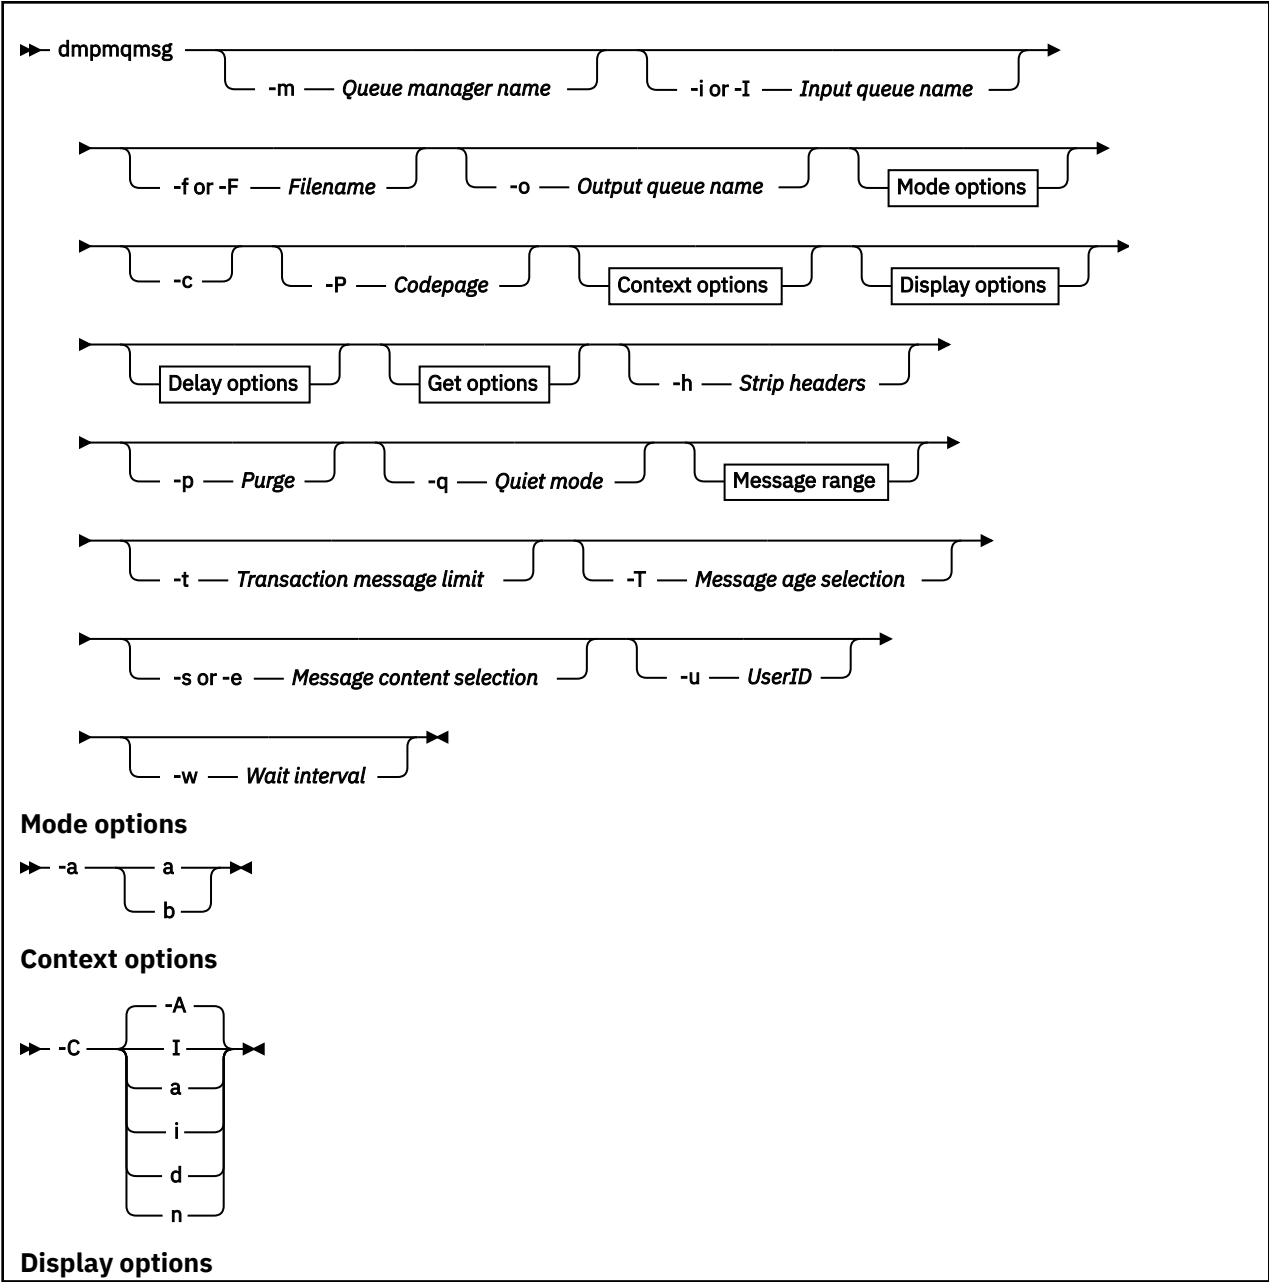 dmpmqmsg
-m Queue manager name -i or -I Input queue name
-f or -F Filename -o Output queue name Mode options
-c -P Codepage Context options Display options
Delay options Get options -h Strip headers
-p Purge -q Quiet mode Message range
-t Transaction message limit -T Message age selection
-s or -e Message content selection -u UserID
-w Wait interval
Mode options
-a a
b
Context options
-A
-C I
a
i
d
n
Display options